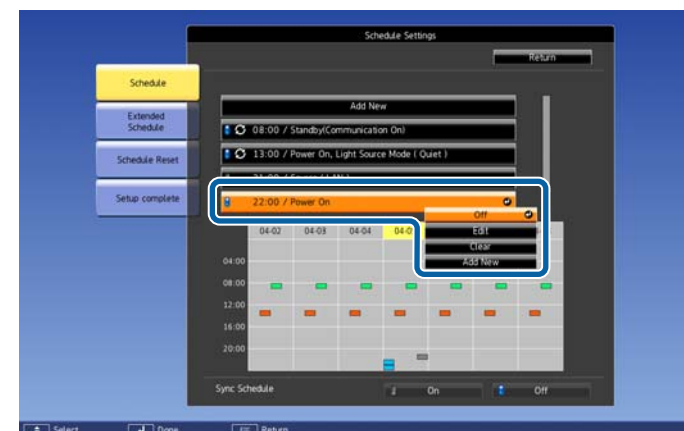 Schedule Settings
Return
Schedule
Extended
Schedule
Schedule Reset
Setup complete
Add New
08:00 / Standby(Communication On)
13:00 / Power On, Light Source Mode ( Quiet )
22:00 / Power On
Off
Edit
Clear
Add New
04-02 04-03 04-04
04:00
08:00
12:00
16:00
20:00
Sync Schedule On Off
Select Done Return